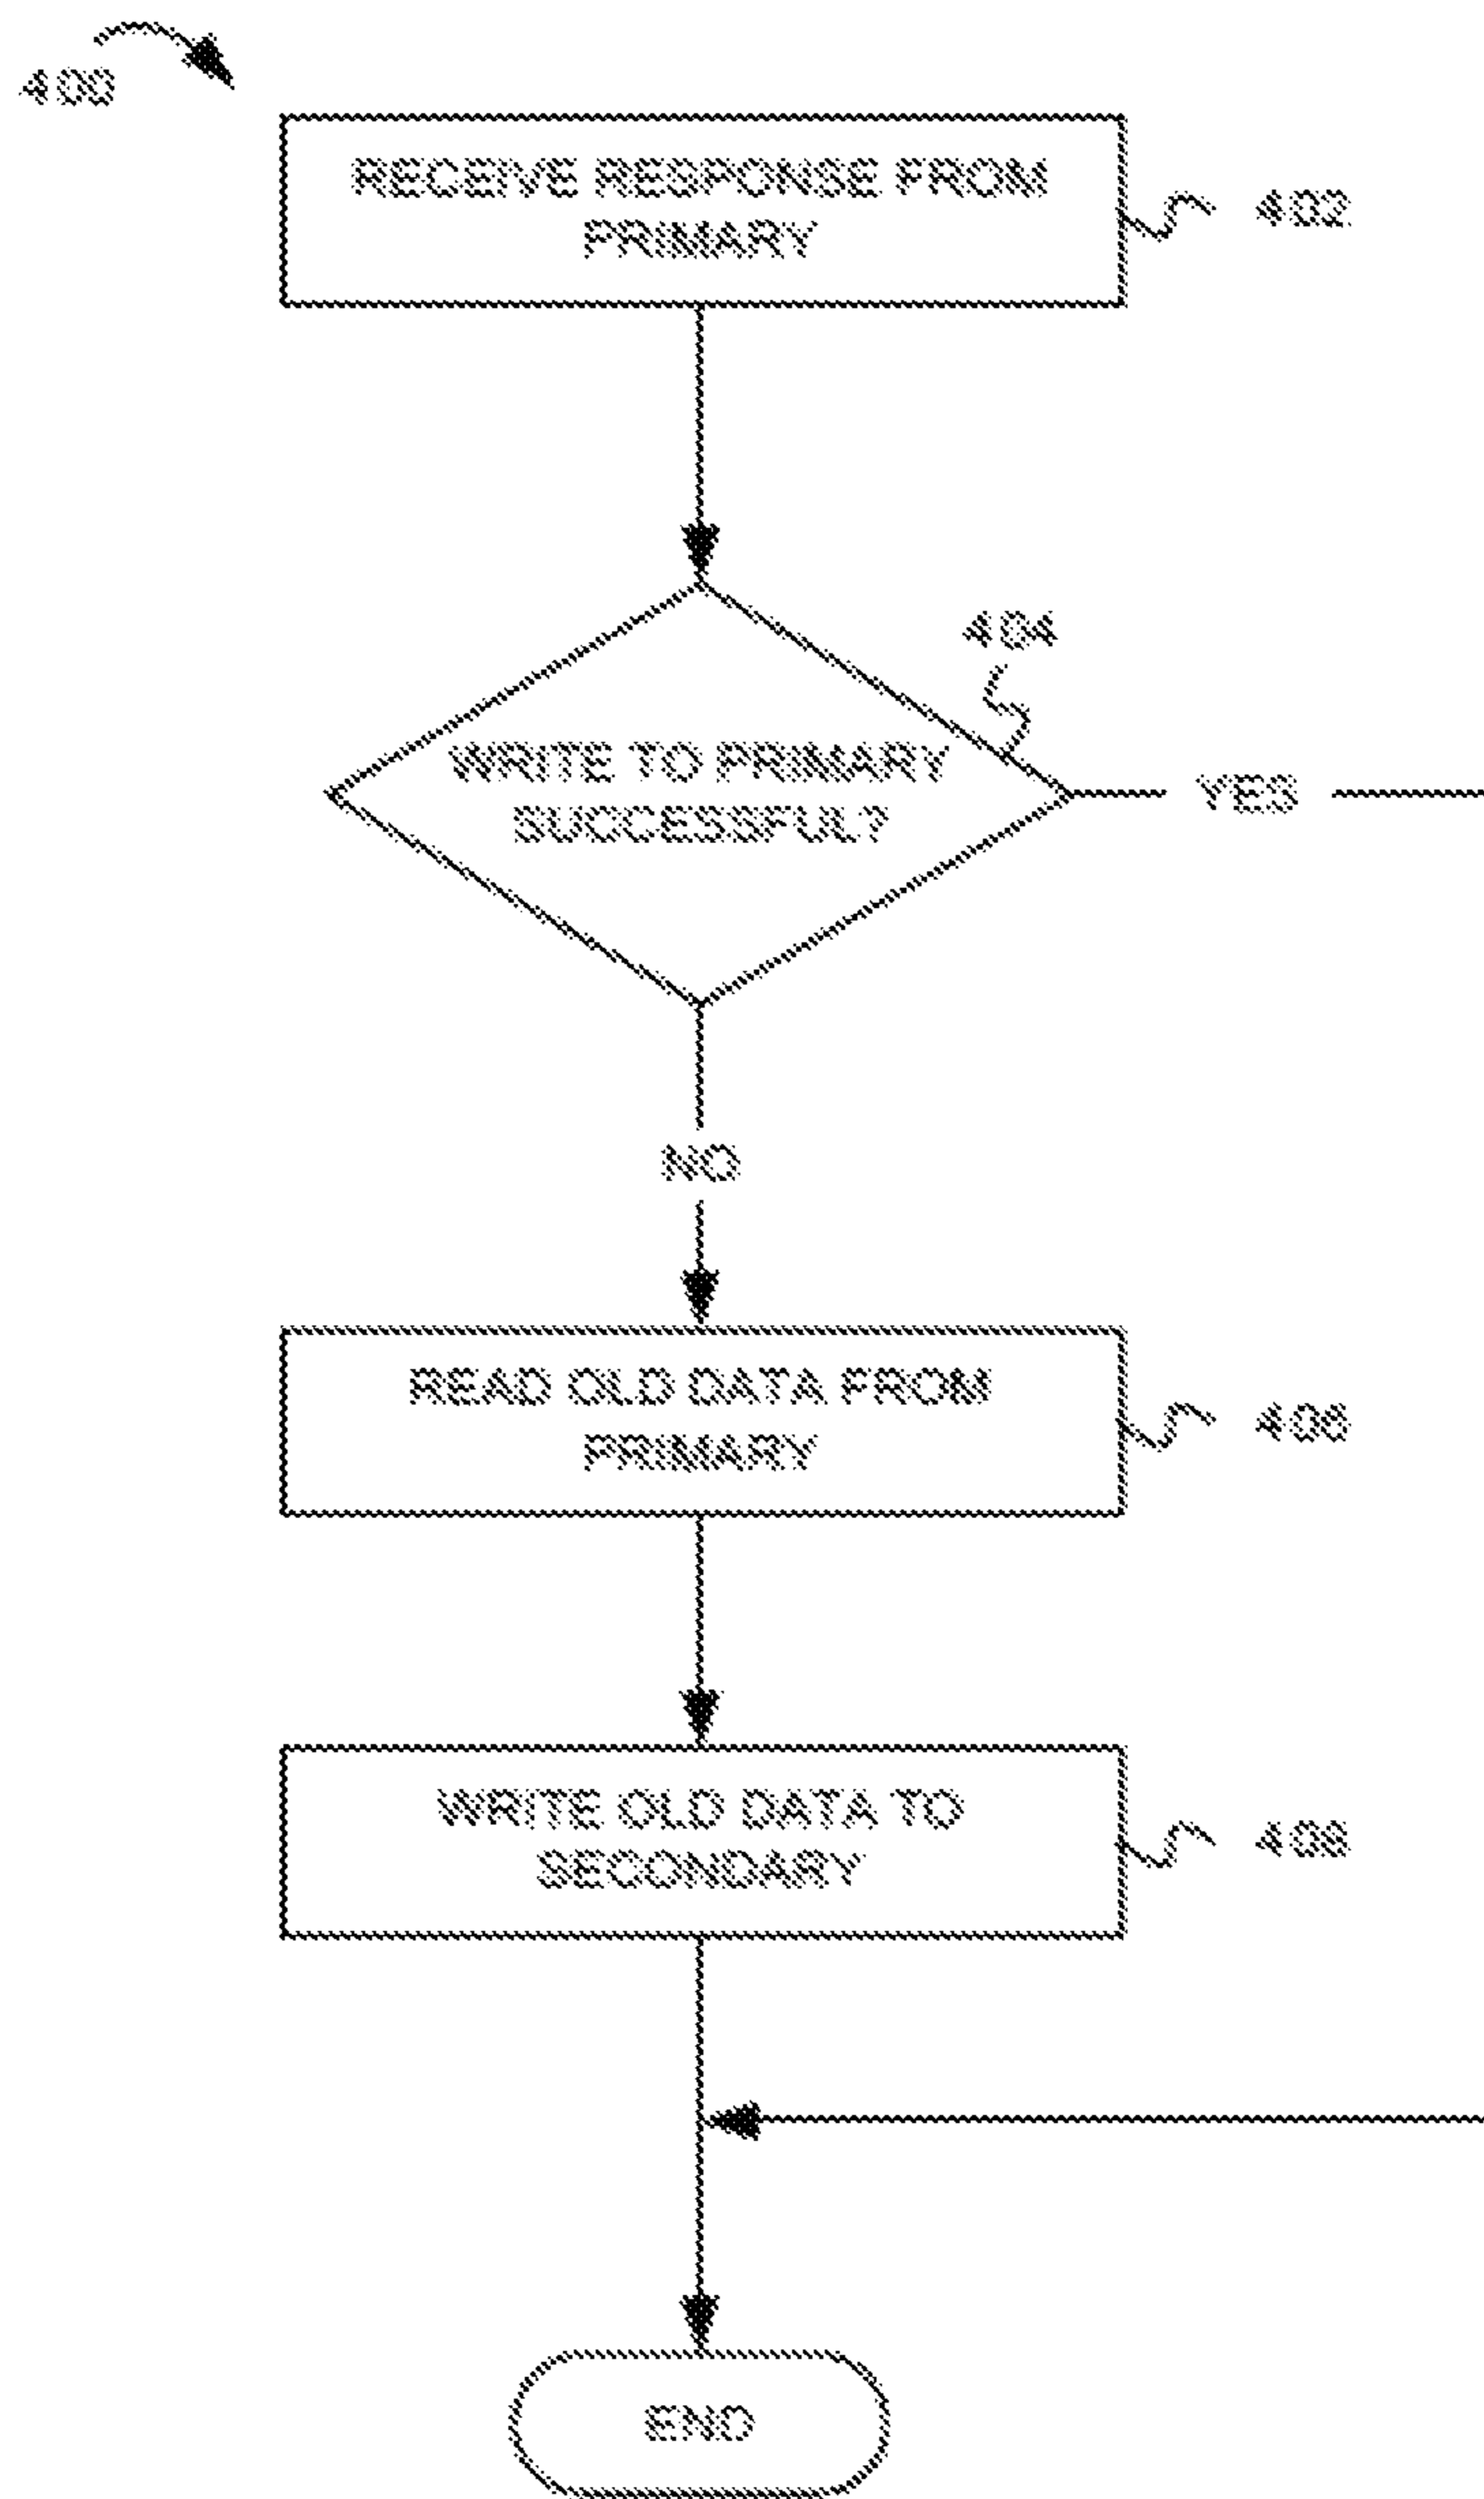 400
RECEIVE RESPONSE FROM
PRIMARY
402
404
WRITE TO PRIMARY
SUCCESSFUL?
YES
NO
READ OLD DATA FROM
PRIMARY
406
WRITE OLD DATA TO
SECONDARY
408
END